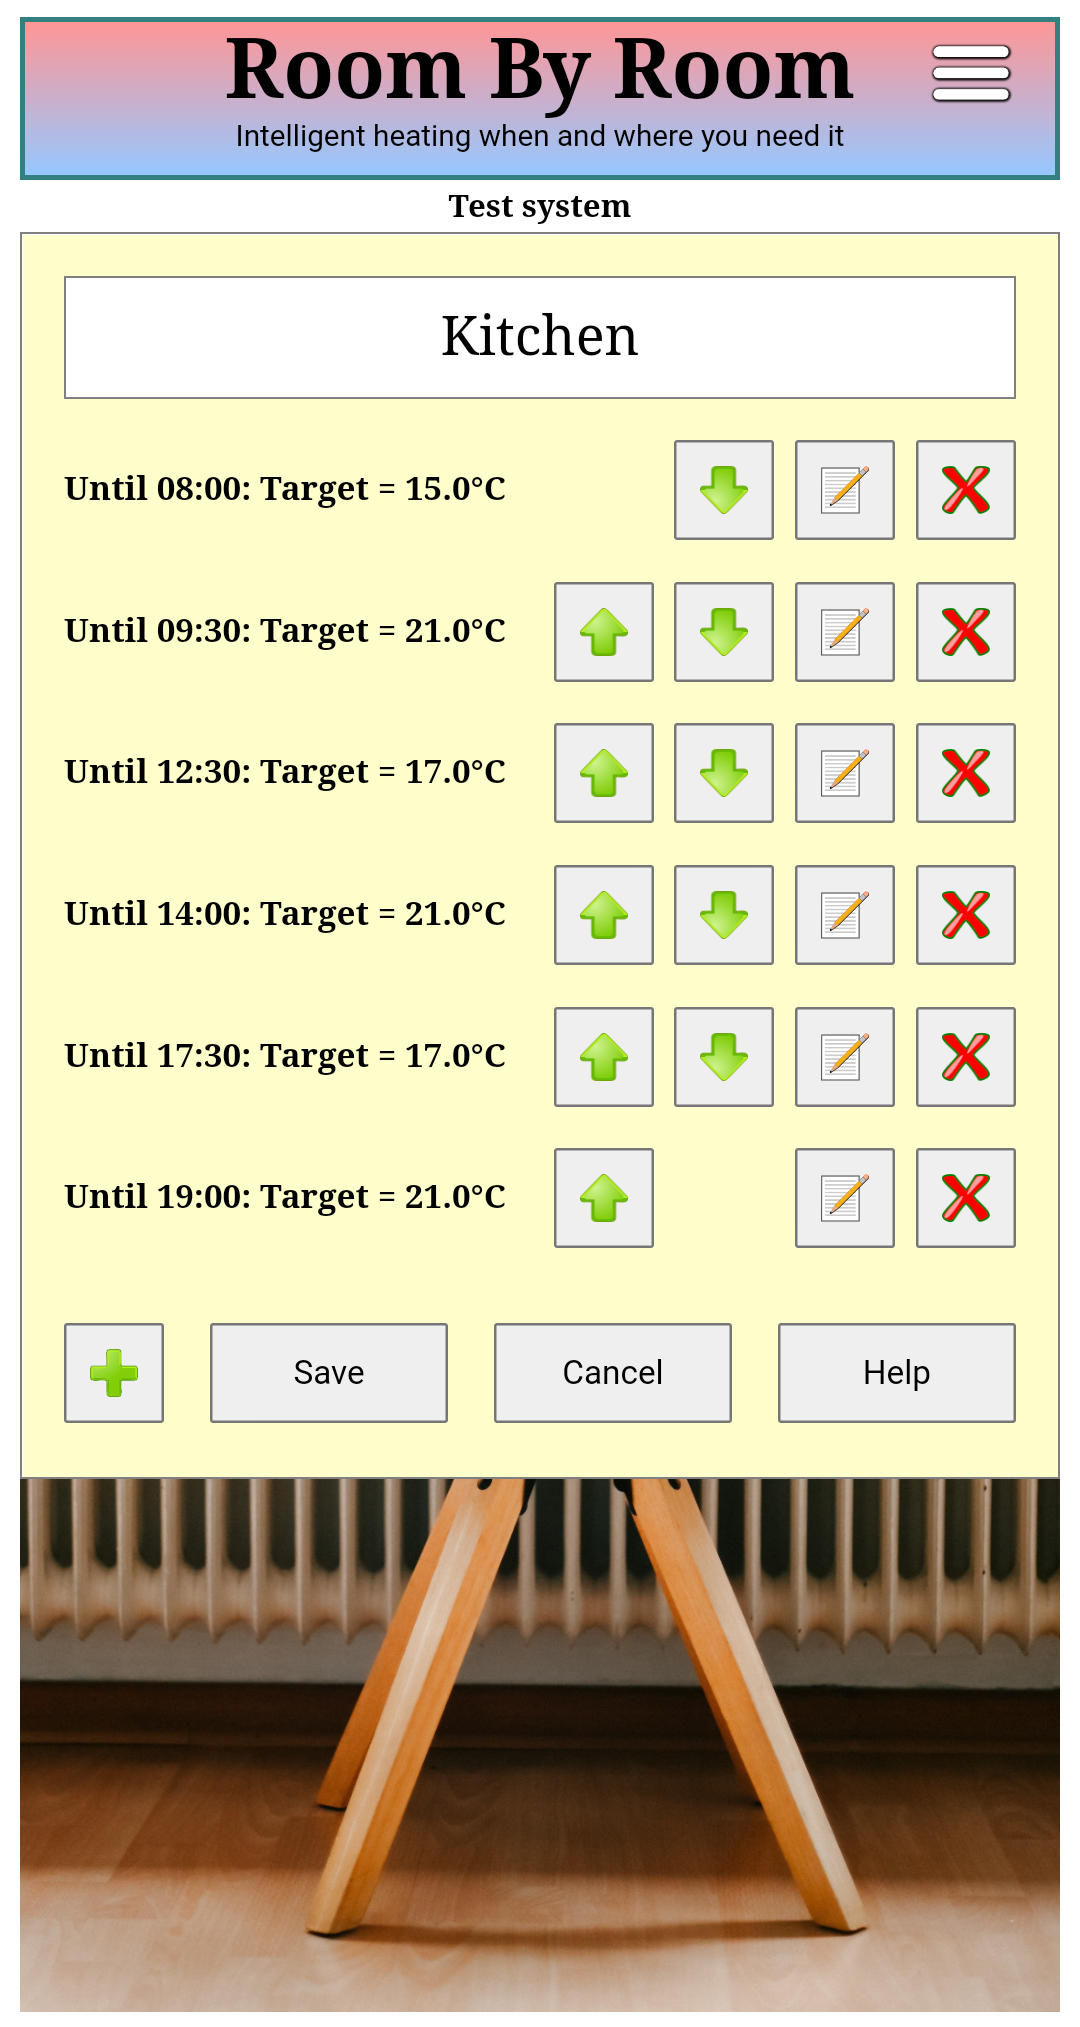 Room By Room
Intelligent heating when and where you need it
Test system
Kitchen
Until 08:00: Target = 15.0°C
Until 09:30: Target = 21.0°C
Until 12:30: Target = 17.0°C
Until 14:00: Target = 21.0°C
Until 17:30: Target = 17.0°C
Until 19:00: Target = 21.0°C
Save Cancel Help